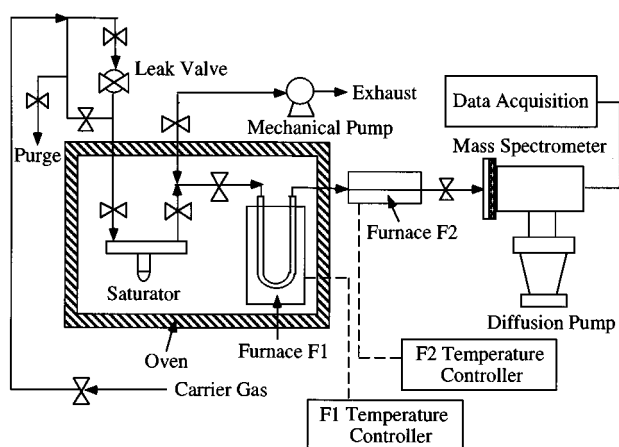 Leak Valve
Exhaust
Mechanical Pump
Data Acquisition
Purge
Mass Spectrometer
Furnace F2
Saturator
Diffusion Pump
Oven
Furnace F1
F2 Temperature
Controller
Carrier Gas
F1 Temperature
Controller